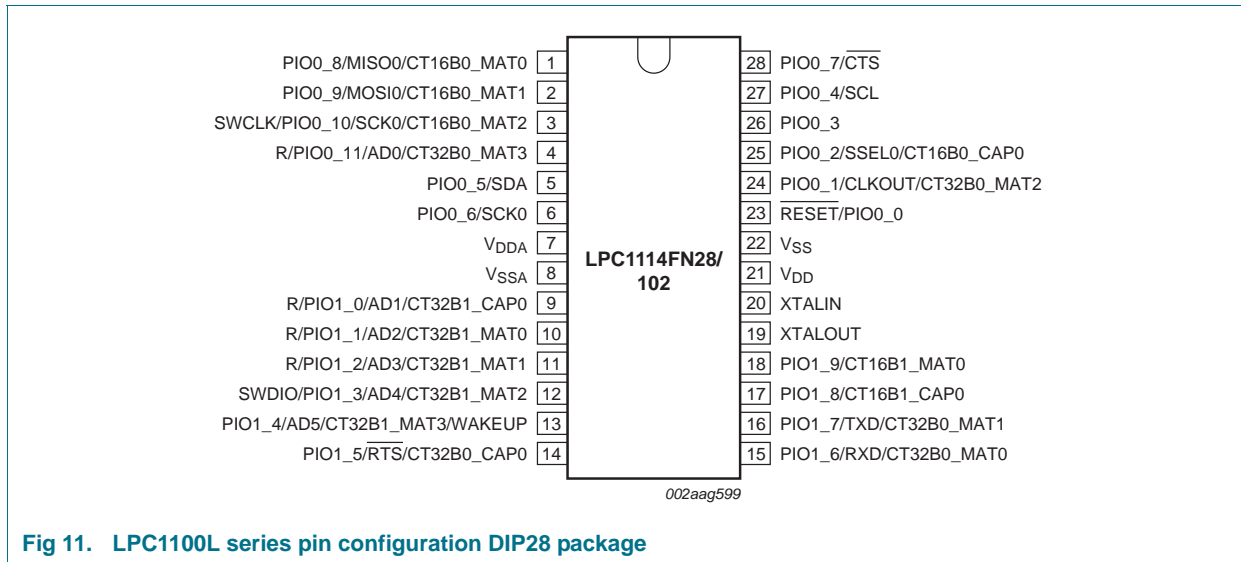 PIO0_8/MISO0/CT16B0_MAT0 1
PIO0_9/MOSI0/CT16B0_MAT1 2
SWCLK/PIO0_10/SCK0/CT16B0_MAT2 3
R/PIO0_11/AD0/CT32B0_MAT3 4
PIO0_5/SDA 5
PIO0_6/SCK0 6
VDDA 7
VSSA 8
R/PIO1_0/AD1/CT32B1_CAP0 9
R/PIO1_1/AD2/CT32B1_MAT0 10
R/PIO1_2/AD3/CT32B1_MAT1 11
SWDIO/PIO1_3/AD4/CT32B1_MAT2 12
PIO1_4/AD5/CT32B1_MAT3/WAKEUP 13
PIO1_5/RTS/CT32B0_CAP0 14
LPC1114FN28/
102
28 PIO0_7/CTS
27 PIO0_4/SCL
26 PIO0_3
25 PIO0_2/SSEL0/CT16B0_CAP0
24 PIO0_1/CLKOUT/CT32B0_MAT2
23 RESET/PIO0_0
22 VSS
21 VDD
20 XTALIN
19 XTALOUT
18 PIO1_9/CT16B1_MAT0
17 PIO1_8/CT16B1_CAP0
16 PIO1_7/TXD/CT32B0_MAT1
15 PIO1_6/RXD/CT32B0_MAT0
002aag599
Fig 11. LPC1100L series pin configuration DIP28 package